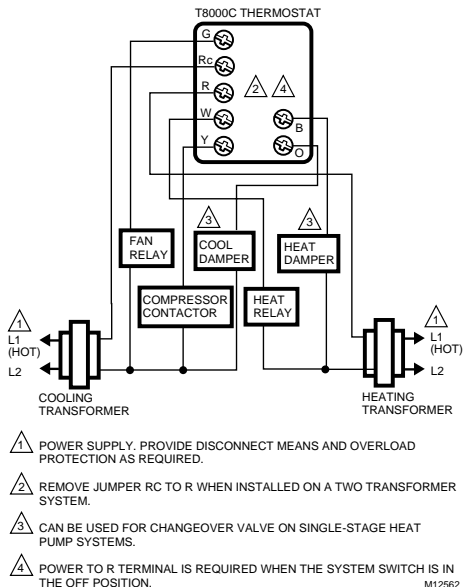 T8000C THERMOSTAT
G
Rc
R
W
Y
2
4
B
O
3
3
FAN
RELAY
COOL
DAMPER
HEAT
DAMPER
COMPRESSOR
CONTACTOR
HEAT
RELAY
1
L1
(HOT)
L2
1
L1
(HOT)
L2
COOLING
TRANSFORMER
HEATING
TRANSFORMER
1 POWER SUPPLY. PROVIDE DISCONNECT MEANS AND OVERLOAD
PROTECTION AS REQUIRED.
2 REMOVE JUMPER RC TO R WHEN INSTALLED ON A TWO TRANSFORMER
SYSTEM.
3 CAN BE USED FOR CHANGEOVER VALVE ON SINGLE-STAGE HEAT
PUMP SYSTEMS.
4 POWER TO R TERMINAL IS REQUIRED WHEN THE SYSTEM SWITCH IS IN
THE OFF POSITION.
M12562